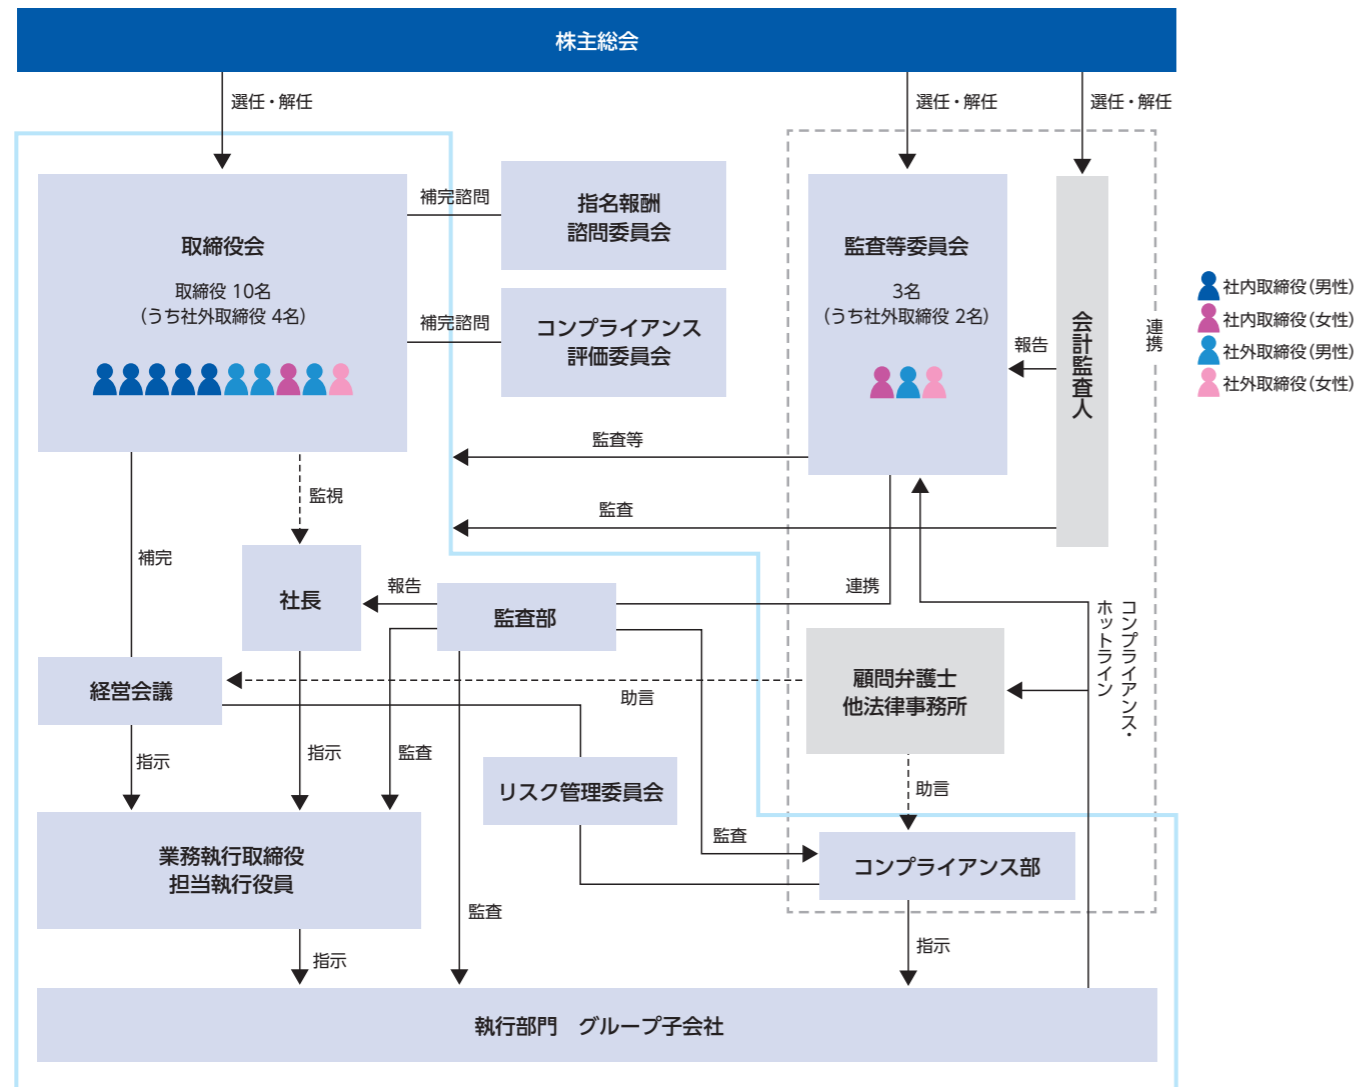 株主総会
選任・解任
選任・解任
選任・解任
取締役会
取締役 10名
(うち社外取締役 4名)
補完諮問
指名報酬
諮問委員会
補完諮問
コンプライアンス
評価委員会
監査等委員会
3名
(うち社外取締役 2名)
報告
会計監査人
連携
社内取締役(男性)
社内取締役(女性)
社外取締役(男性)
社外取締役(女性)
監査等
監査
監視
補完
社長
報告
監査部
連携
経営会議
助言
顧問弁護士
他法律事務所
コンプライアンス・
ホットライン
指示
指示
監査
リスク管理委員会
助言
監査
業務執行取締役
担当執行役員
コンプライアンス部
監査
指示
指示
執行部門　グループ子会社